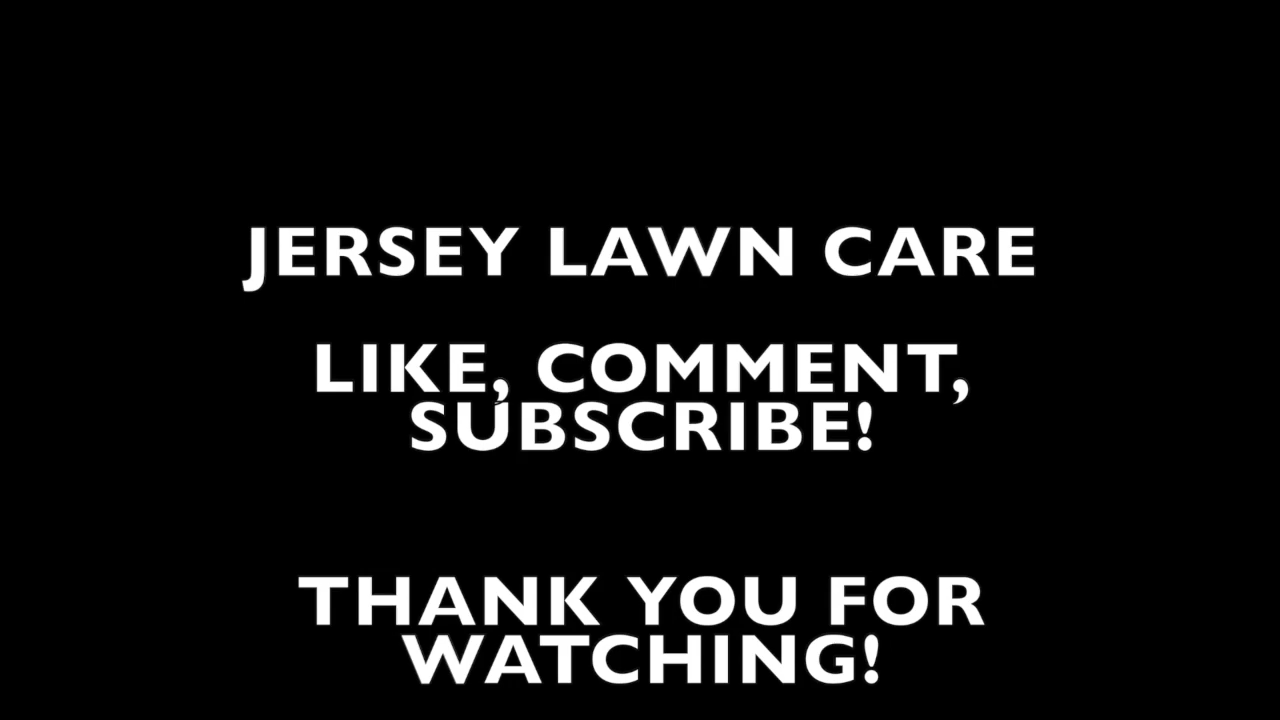 JERSEY LAWN CARE
LIKE, COMMENT,
SUBSCRIBE!
THANK YOU FOR
WATCHING!